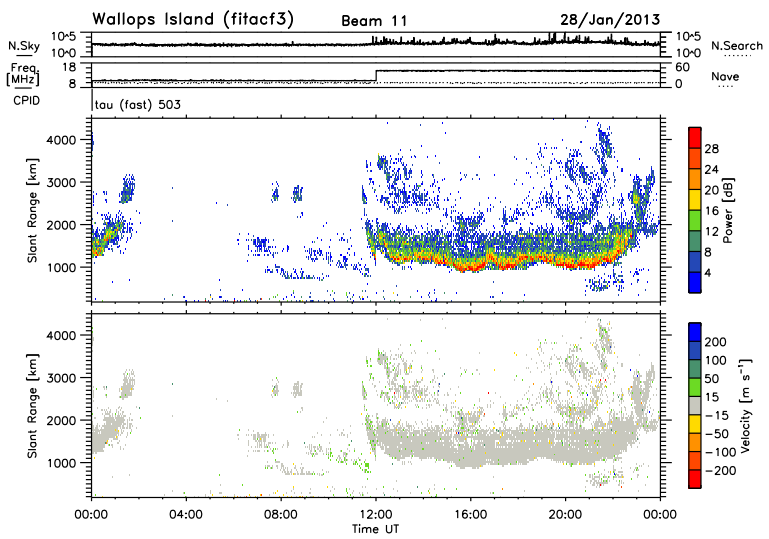 Wallops Island (fitacf3) Beam 11 28/Jan/2013
N.Sky 10^5 10^0 10^5 10^0 N.Search
Freq. [MHz] 18 8 60 0 Nave
CPID tau (fast) 503
Slant Range [km] 4000 3000 2000 1000
Power [dB] 28 24 20 16 12 8 4
Slant Range [km] 4000 3000 2000 1000
Velocity [m s⁻¹] 200 100 50 15 −15 −50 −100 −200
00:00 04:00 08:00 12:00 16:00 20:00 00:00
Time UT